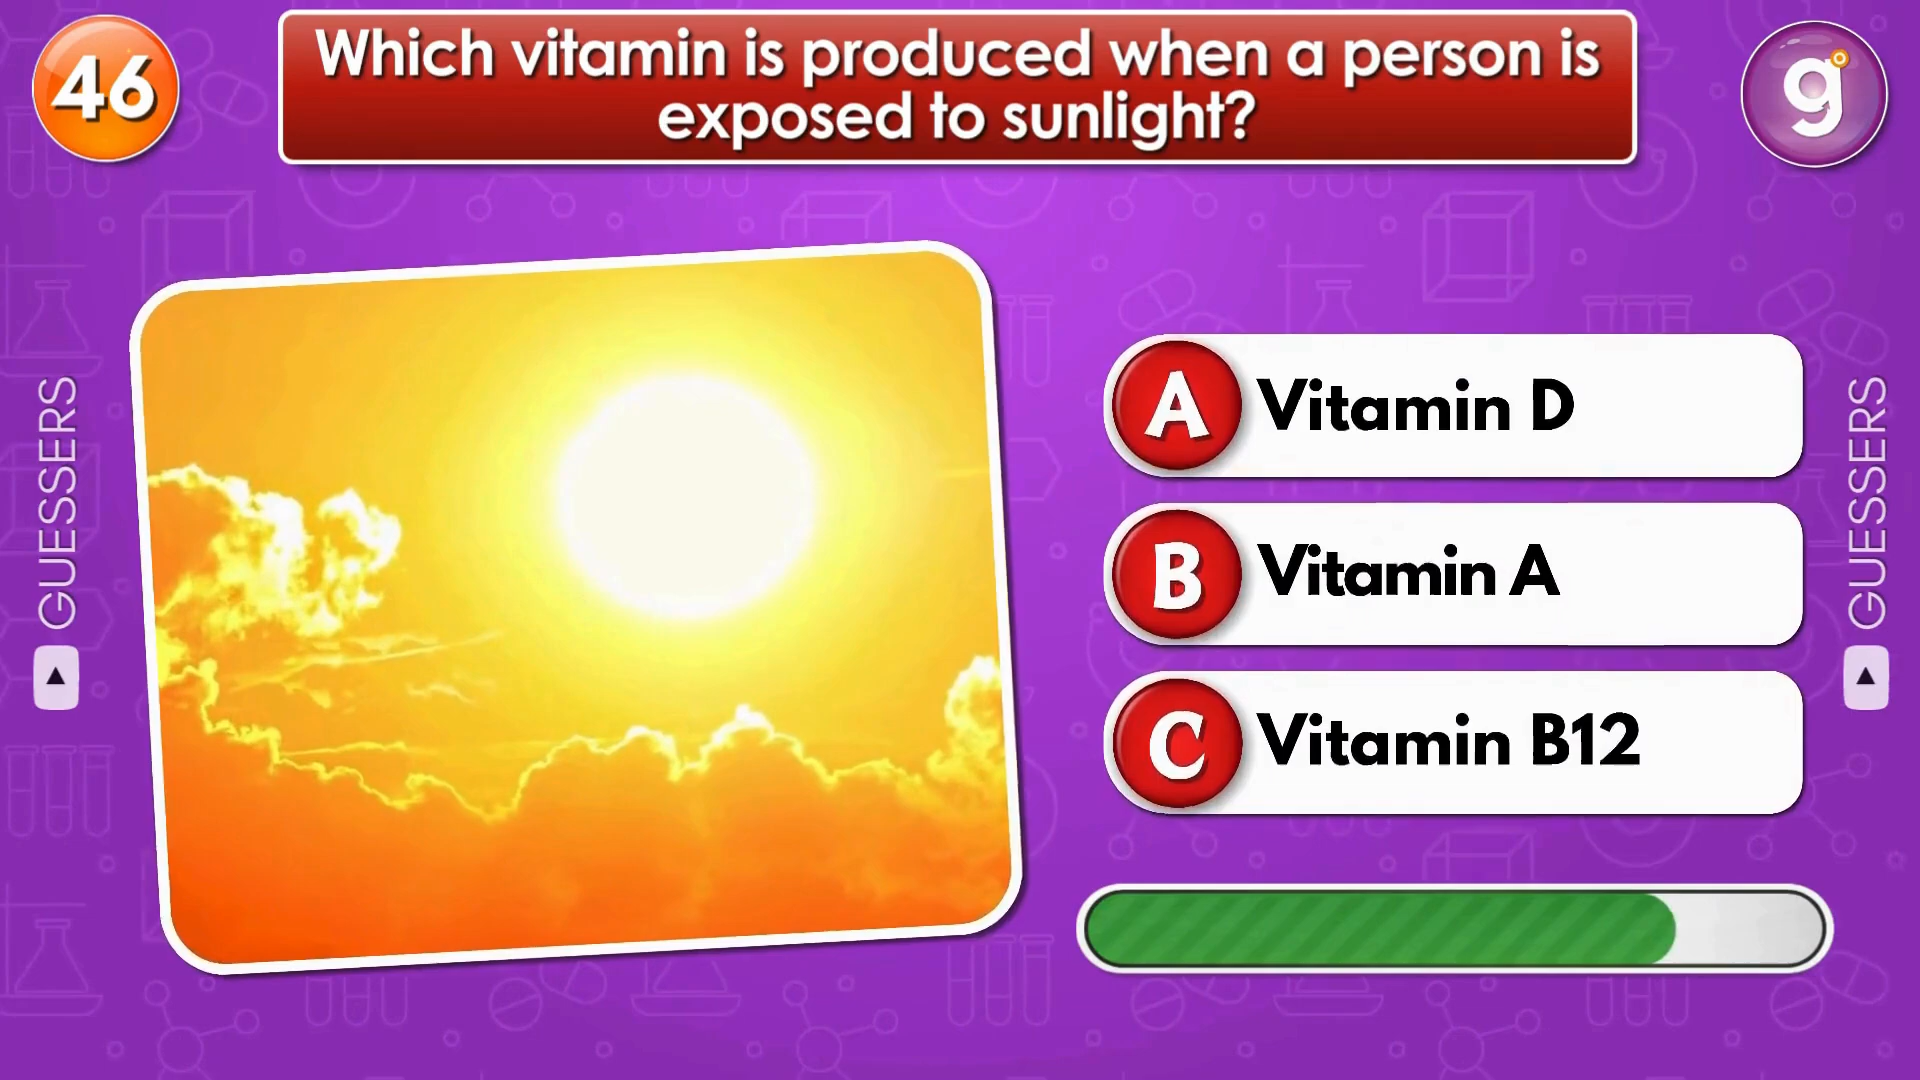 46
Which vitamin is produced when a person is
exposed to sunlight?
g
GUESSERS
A Vitamin D
B Vitamin A
C Vitamin B12
GUESSERS